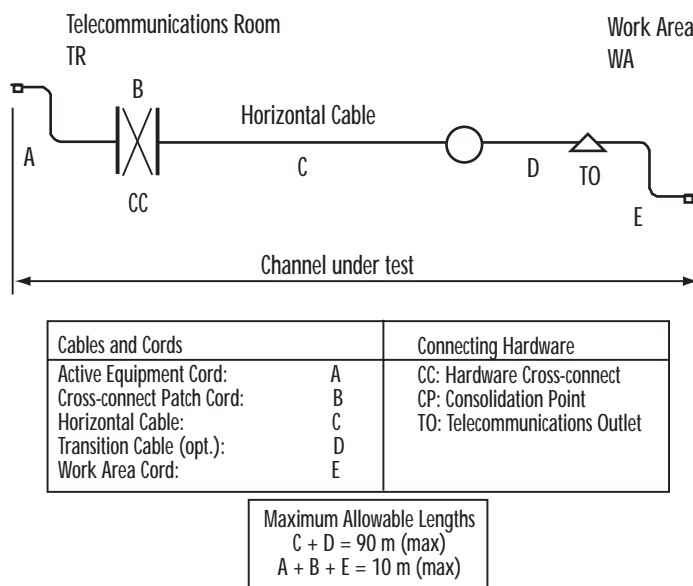 Telecommunications Room
TR
Work Area
WA
B
Horizontal Cable
A
C
D
TO
CC
E
Channel under test
Cables and Cords
Connecting Hardware
Active Equipment Cord: A
Cross-connect Patch Cord: B
Horizontal Cable: C
Transition Cable (opt.): D
Work Area Cord: E
CC: Hardware Cross-connect
CP: Consolidation Point
TO: Telecommunications Outlet
Maximum Allowable Lengths
C + D = 90 m (max)
A + B + E = 10 m (max)